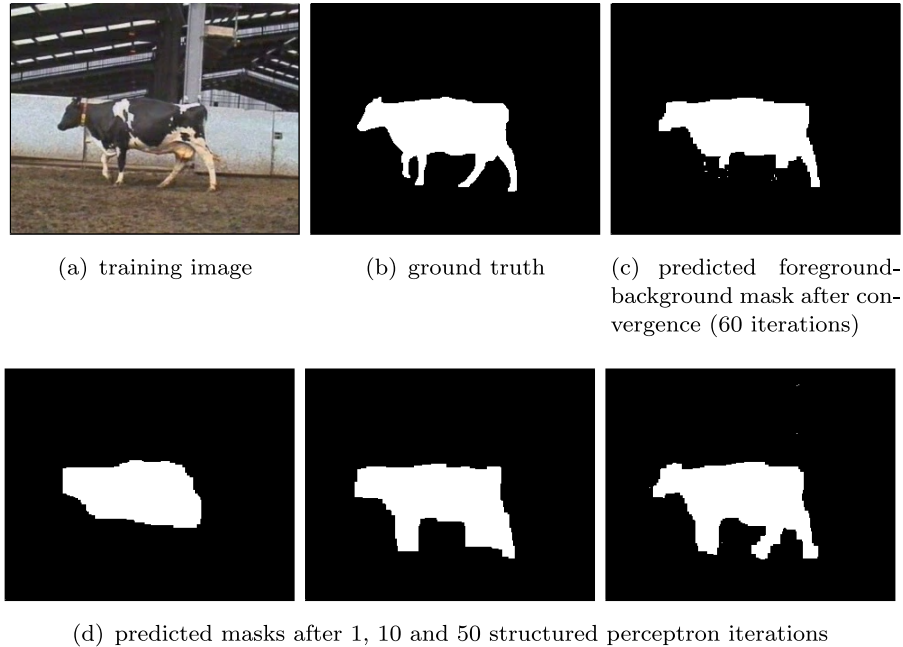 (a) training image
(b) ground truth
(c) predicted foreground-
background mask after con-
vergence (60 iterations)
(d) predicted masks after 1, 10 and 50 structured perceptron iterations